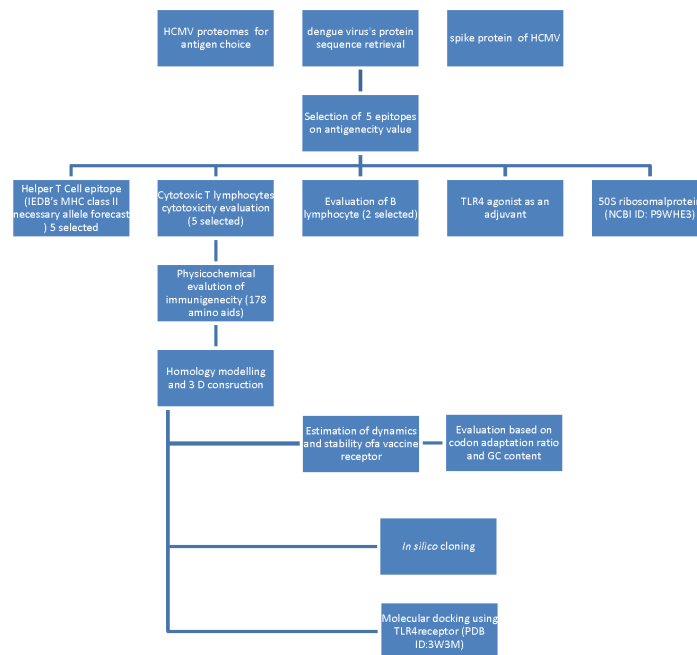 HCMV proteomes for
antigen choice
dengue virus's protein
sequence retrieval
spike protein of HCMV
Selection of 5 epitopes
on antigenecity value
Helper T Cell epitope
(IEDB's MHC class II
necessary allele forecast
) 5 selected
Cytotoxic T lymphocytes
cytotoxicity evaluation
(5 selected)
Evaluation of B
lymphocyte (2 selected)
TLR4 agonist as an
adjuvant
50S ribosomalprotein
(NCBI ID: P9WHE3)
Physicochemical
evalution of
immunigenecity (178
amino aids)
Homology modelling
and 3 D consruction
Estimation of dynamics
and stability ofa vaccine
receptor
Evaluation based on
codon adaptation ratio
and GC content
In silico cloning
Molecular docking using
TLR4receptor (PDB
ID:3W3M)